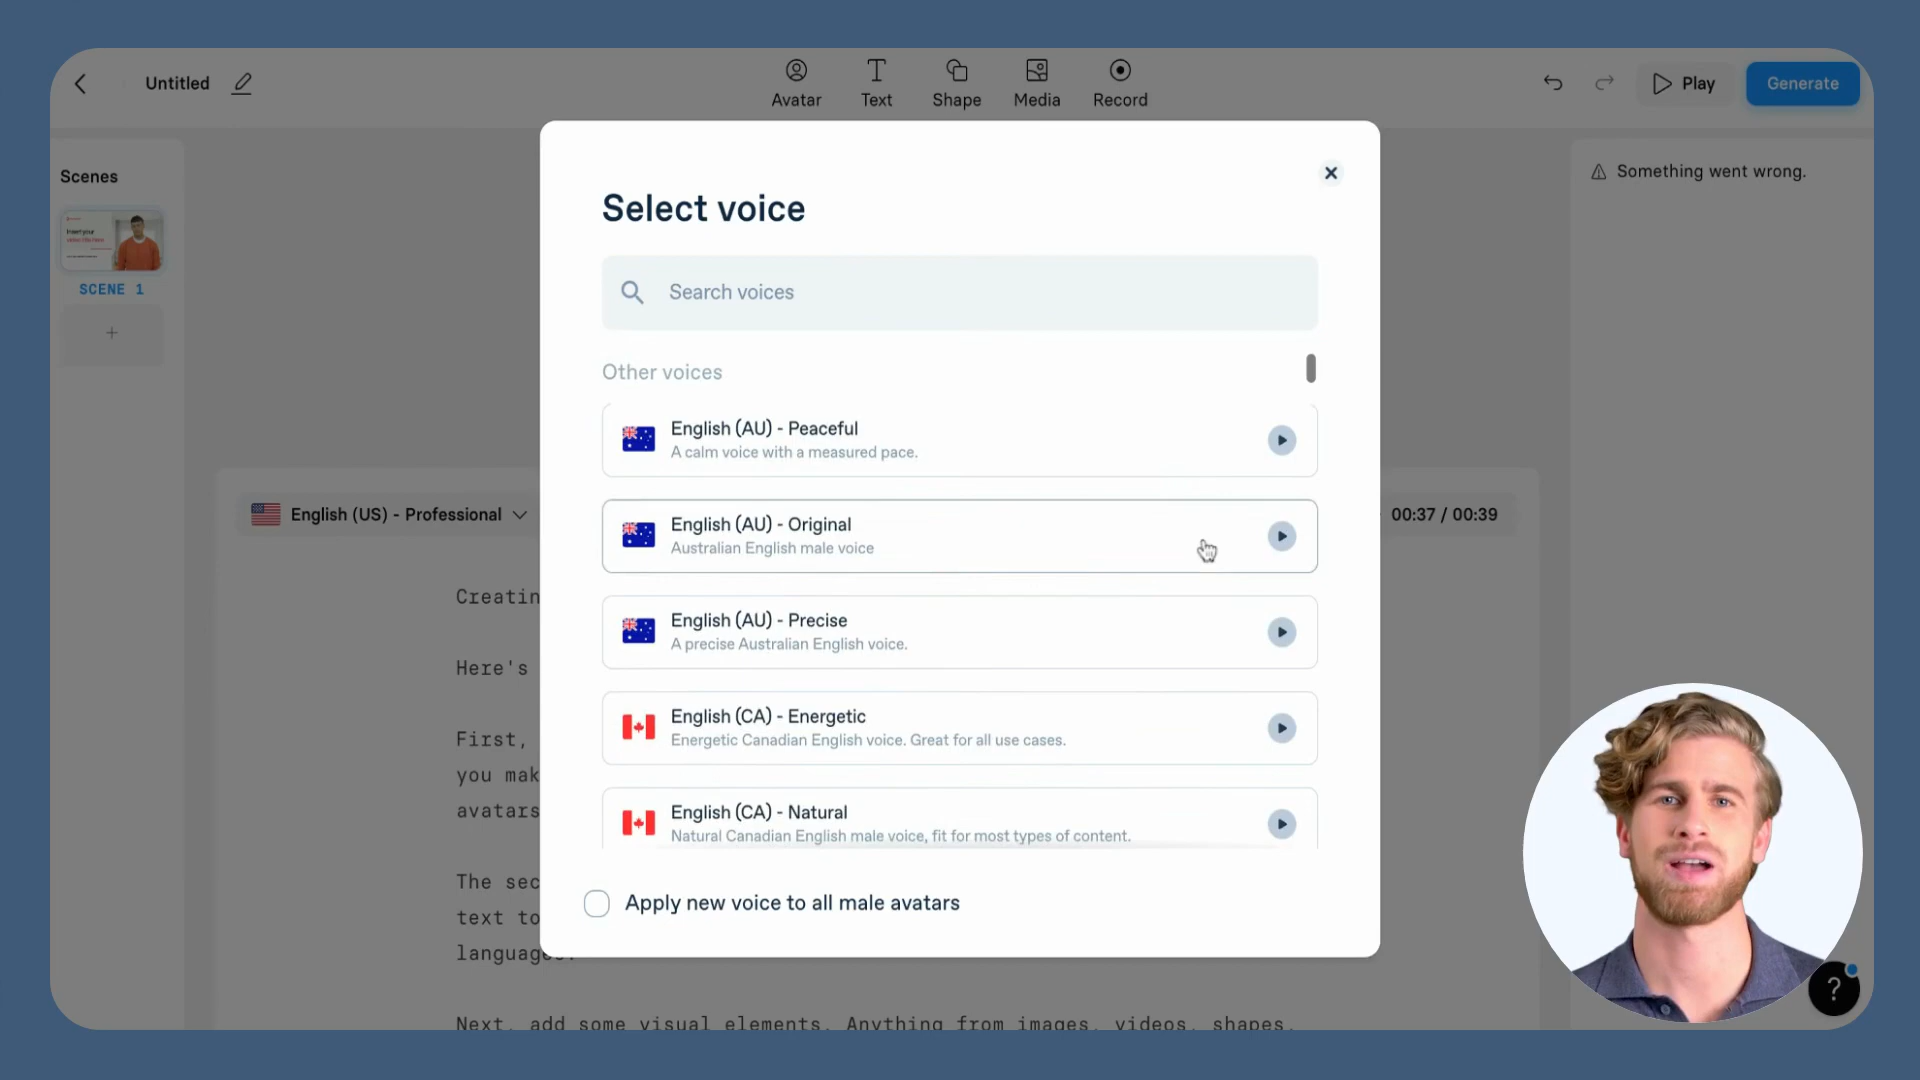 Untitled
Avatar
Text
Shape
Media
Record
Play
Generate
Scenes
SCENE 1
+
Something went wrong.
Select voice
Search voices
Other voices
English (AU) - Peaceful
A calm voice with a measured pace.
English (AU) - Original
Australian English male voice
English (AU) - Precise
A precise Australian English voice.
English (CA) - Energetic
Energetic Canadian English voice. Great for all use cases.
English (CA) - Natural
Natural Canadian English male voice, fit for most types of content.
Apply new voice to all male avatars
English (US) - Professional
00:37 / 00:39
Creatin
Here's
First,
you mak
avatars
The sec
text to
languag
Next, add some visual elements. Anything from images, videos, shapes,
?